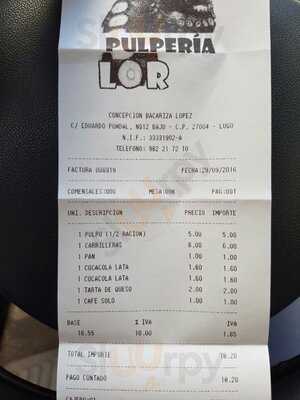 PULPERÍA
LOR
CONCEPCION BACARIZA LOPEZ
C/ EDUARDO PONDAL, Nº12 BAJO - C.P. 27004 - LUGO
N.I.F.: 33331902-A
TELEFONO: 982 21 72 10
FACTURA 000019 FECHA:29/09/2016
COMENSALES:000 MESA:004 PAG:001
UNI. DESCRIPCION PRECIO IMPORTE
1 PULPO (1/2 RACION) 5.00 5.00
1 CARRILLERAS 6.00 6.00
1 PAN 1.00 1.00
1 COCACOLA LATA 1.60 1.60
1 COCACOLA LATA 1.60 1.60
1 TARTA DE QUESO 2.00 2.00
1 CAFE SOLO 1.00 1.00
BASE % IVA IVA
16.55 10.00 1.65
TOTAL IMPORTE 18.20
PAGO CONTADO 18.20